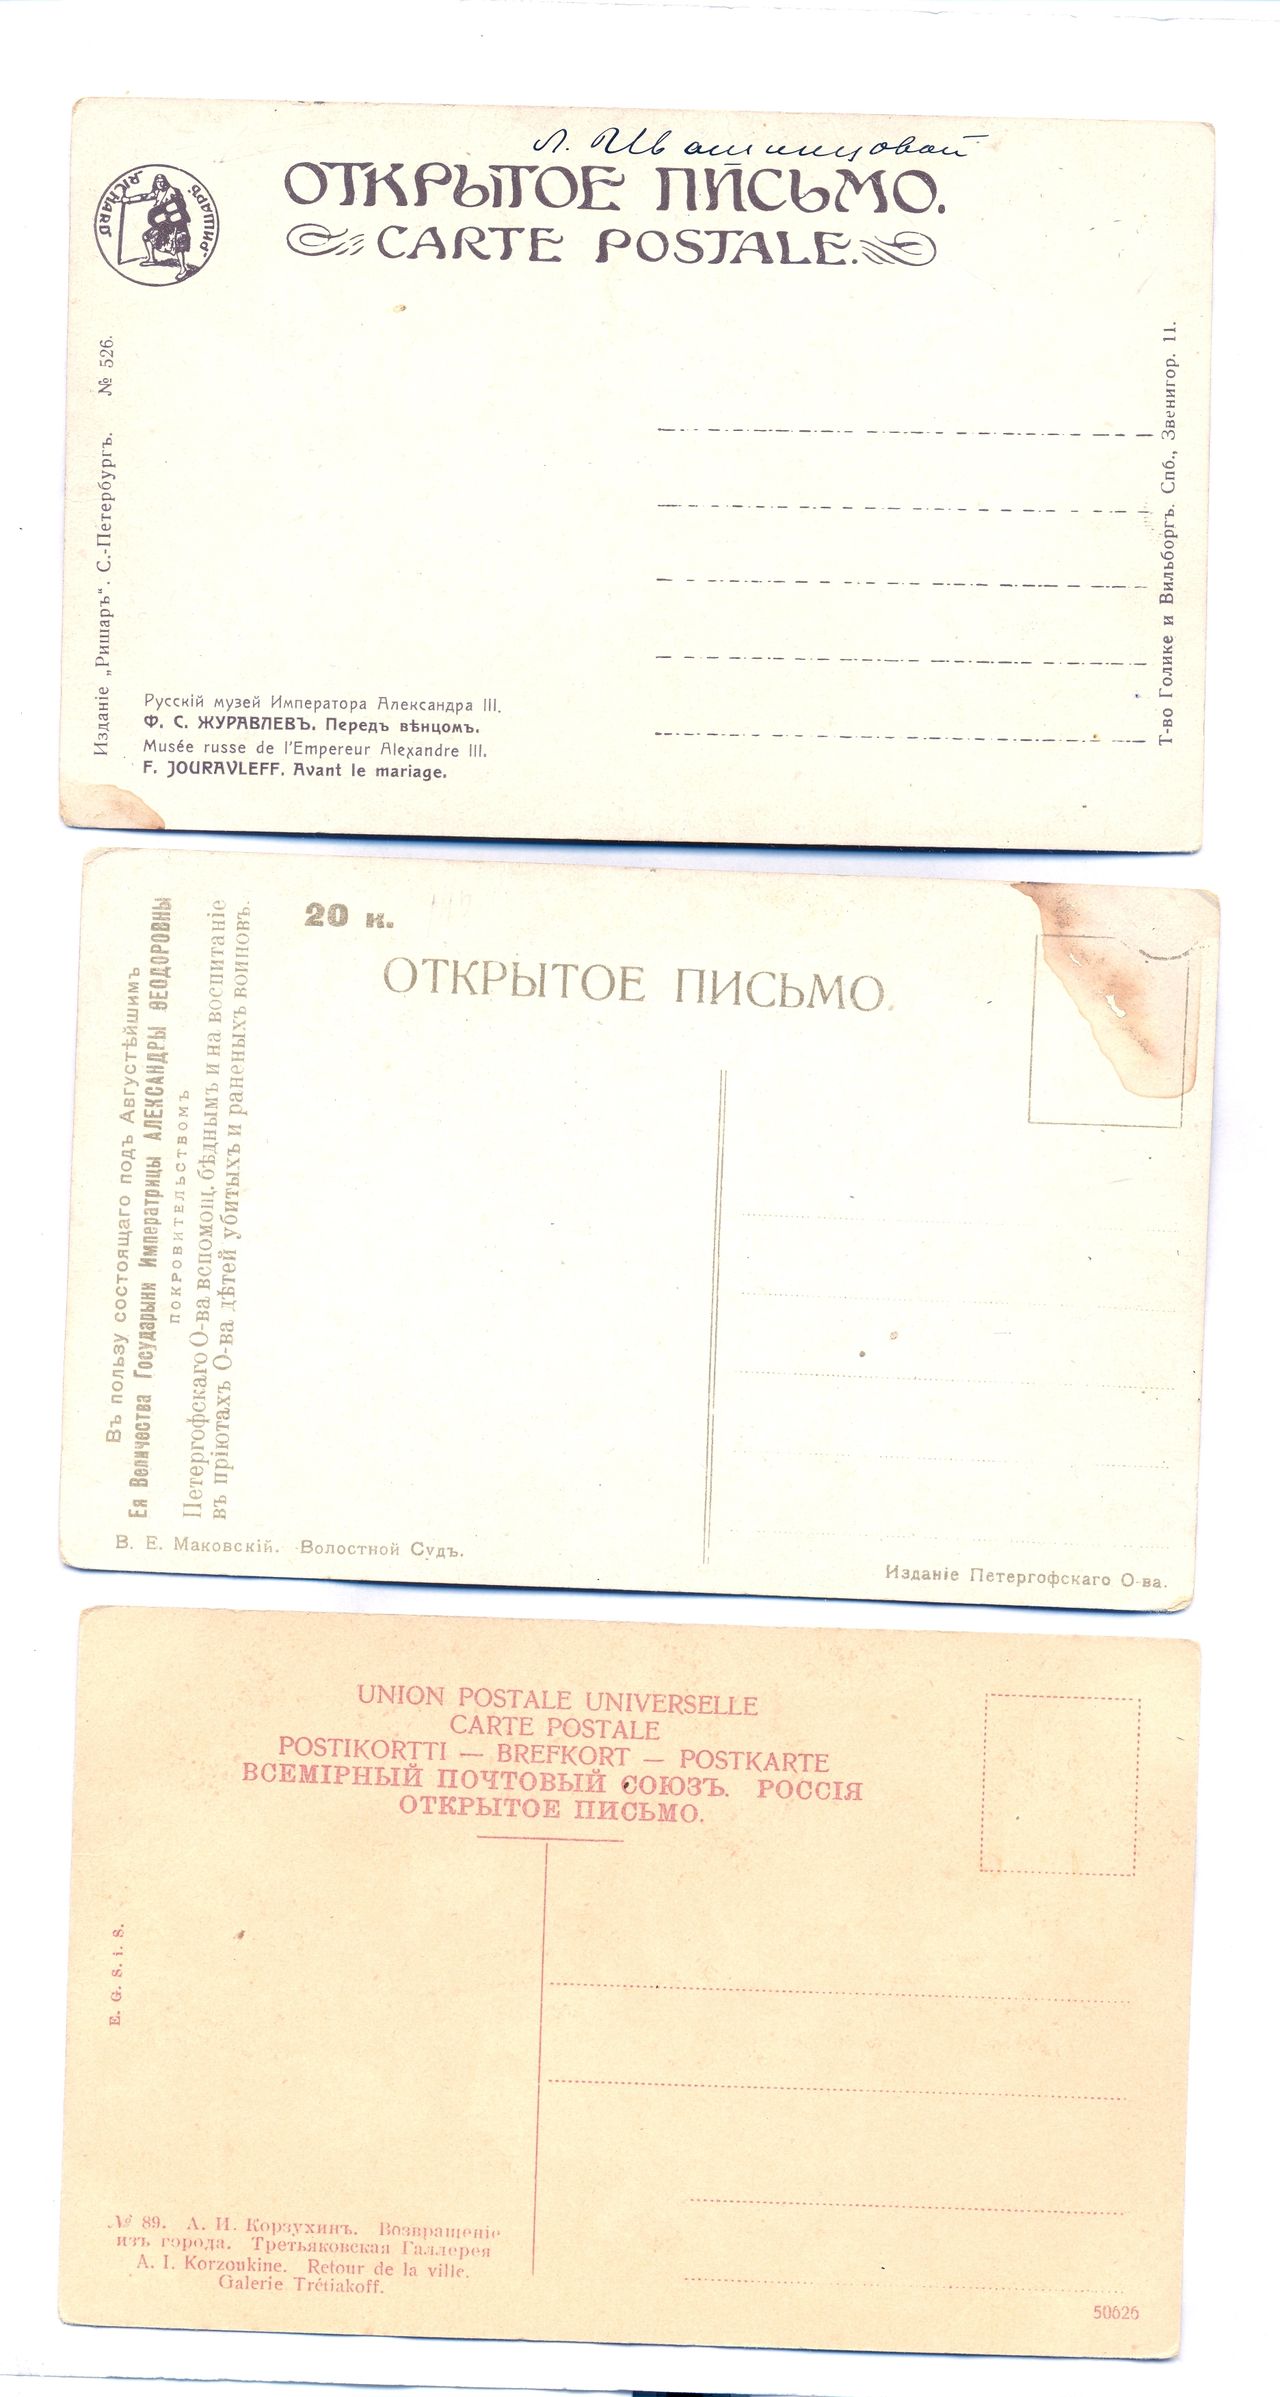 Л. Ивашинцовой
ОТКРЫТОЕ ПИСЬМО.
CARTE POSTALE.
RICHARD
„РИШАРЪ“
Изданіе „Ришаръ“. С.-Петербургъ. № 526.
Т-во Голике и Вильборгъ. Спб., Звенигор. 11.
Русскій музей Императора Александра III.
Ф. С. ЖУРАВЛЕВЪ. Передъ вѣнцомъ.
Musée russe de l'Empereur Alexandre III.
F. JOURAVLEFF. Avant le mariage.
20 к.
ОТКРЫТОЕ ПИСЬМО.
Въ пользу состоящаго подъ Августѣйшимъ
Ея Величества Государыни Императрицы АЛЕКСАНДРЫ ѲЕОДОРОВНЫ
покровительствомъ
Петергофскаго О-ва вспомощ. бѣднымъ и на воспитаніе
въ пріютахъ О-ва дѣтей убитыхъ и раненыхъ воиновъ.
В. Е. Маковскій. Волостной Судъ.
Изданіе Петергофскаго О-ва.
UNION POSTALE UNIVERSELLE
CARTE POSTALE
POSTIKORTTI — BREFKORT — POSTKARTE
ВСЕМІРНЫЙ ПОЧТОВЫЙ СОЮЗЪ. РОССІЯ
ОТКРЫТОЕ ПИСЬМО.
E. G. S. i. S.
№ 89. А. И. Корзухинъ. Возвращеніе
изъ города. Третьяковская Галлерея
A. I. Korzoukine. Retour de la ville.
Galerie Trétiakoff.
50626